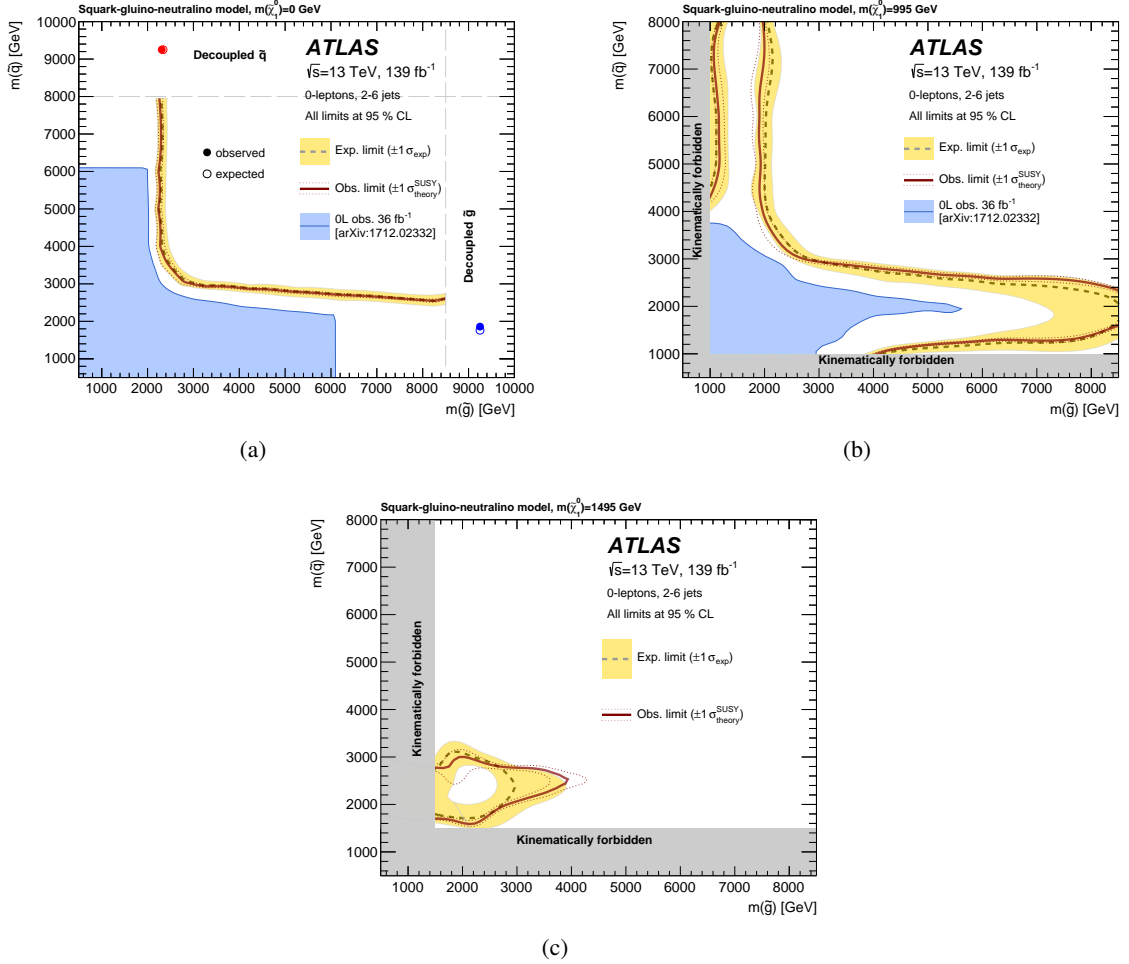 Squark-gluino-neutralino model, m(χ̃⁰₁)=0 GeV
m(q̃) [GeV]
10000
9000
8000
7000
6000
5000
4000
3000
2000
1000
Decoupled q̃
ATLAS
√s=13 TeV, 139 fb⁻¹
0-leptons, 2-6 jets
All limits at 95 % CL
observed
expected
Exp. limit (±1 σexp)
Obs. limit (±1 σ^SUSY_theory)
0L obs. 36 fb⁻¹
[arXiv:1712.02332]
Decoupled g̃
1000 2000 3000 4000 5000 6000 7000 8000 9000 10000
m(g̃) [GeV]
(a)
Squark-gluino-neutralino model, m(χ̃⁰₁)=995 GeV
m(q̃) [GeV]
8000
7000
6000
5000
4000
3000
2000
1000
Kinematically forbidden
ATLAS
√s=13 TeV, 139 fb⁻¹
0-leptons, 2-6 jets
All limits at 95 % CL
Exp. limit (±1 σexp)
Obs. limit (±1 σ^SUSY_theory)
0L obs. 36 fb⁻¹
[arXiv:1712.02332]
Kinematically forbidden
1000 2000 3000 4000 5000 6000 7000 8000
m(g̃) [GeV]
(b)
Squark-gluino-neutralino model, m(χ̃⁰₁)=1495 GeV
m(q̃) [GeV]
8000
7000
6000
5000
4000
3000
2000
1000
Kinematically forbidden
ATLAS
√s=13 TeV, 139 fb⁻¹
0-leptons, 2-6 jets
All limits at 95 % CL
Exp. limit (±1 σexp)
Obs. limit (±1 σ^SUSY_theory)
Kinematically forbidden
1000 2000 3000 4000 5000 6000 7000 8000
m(g̃) [GeV]
(c)